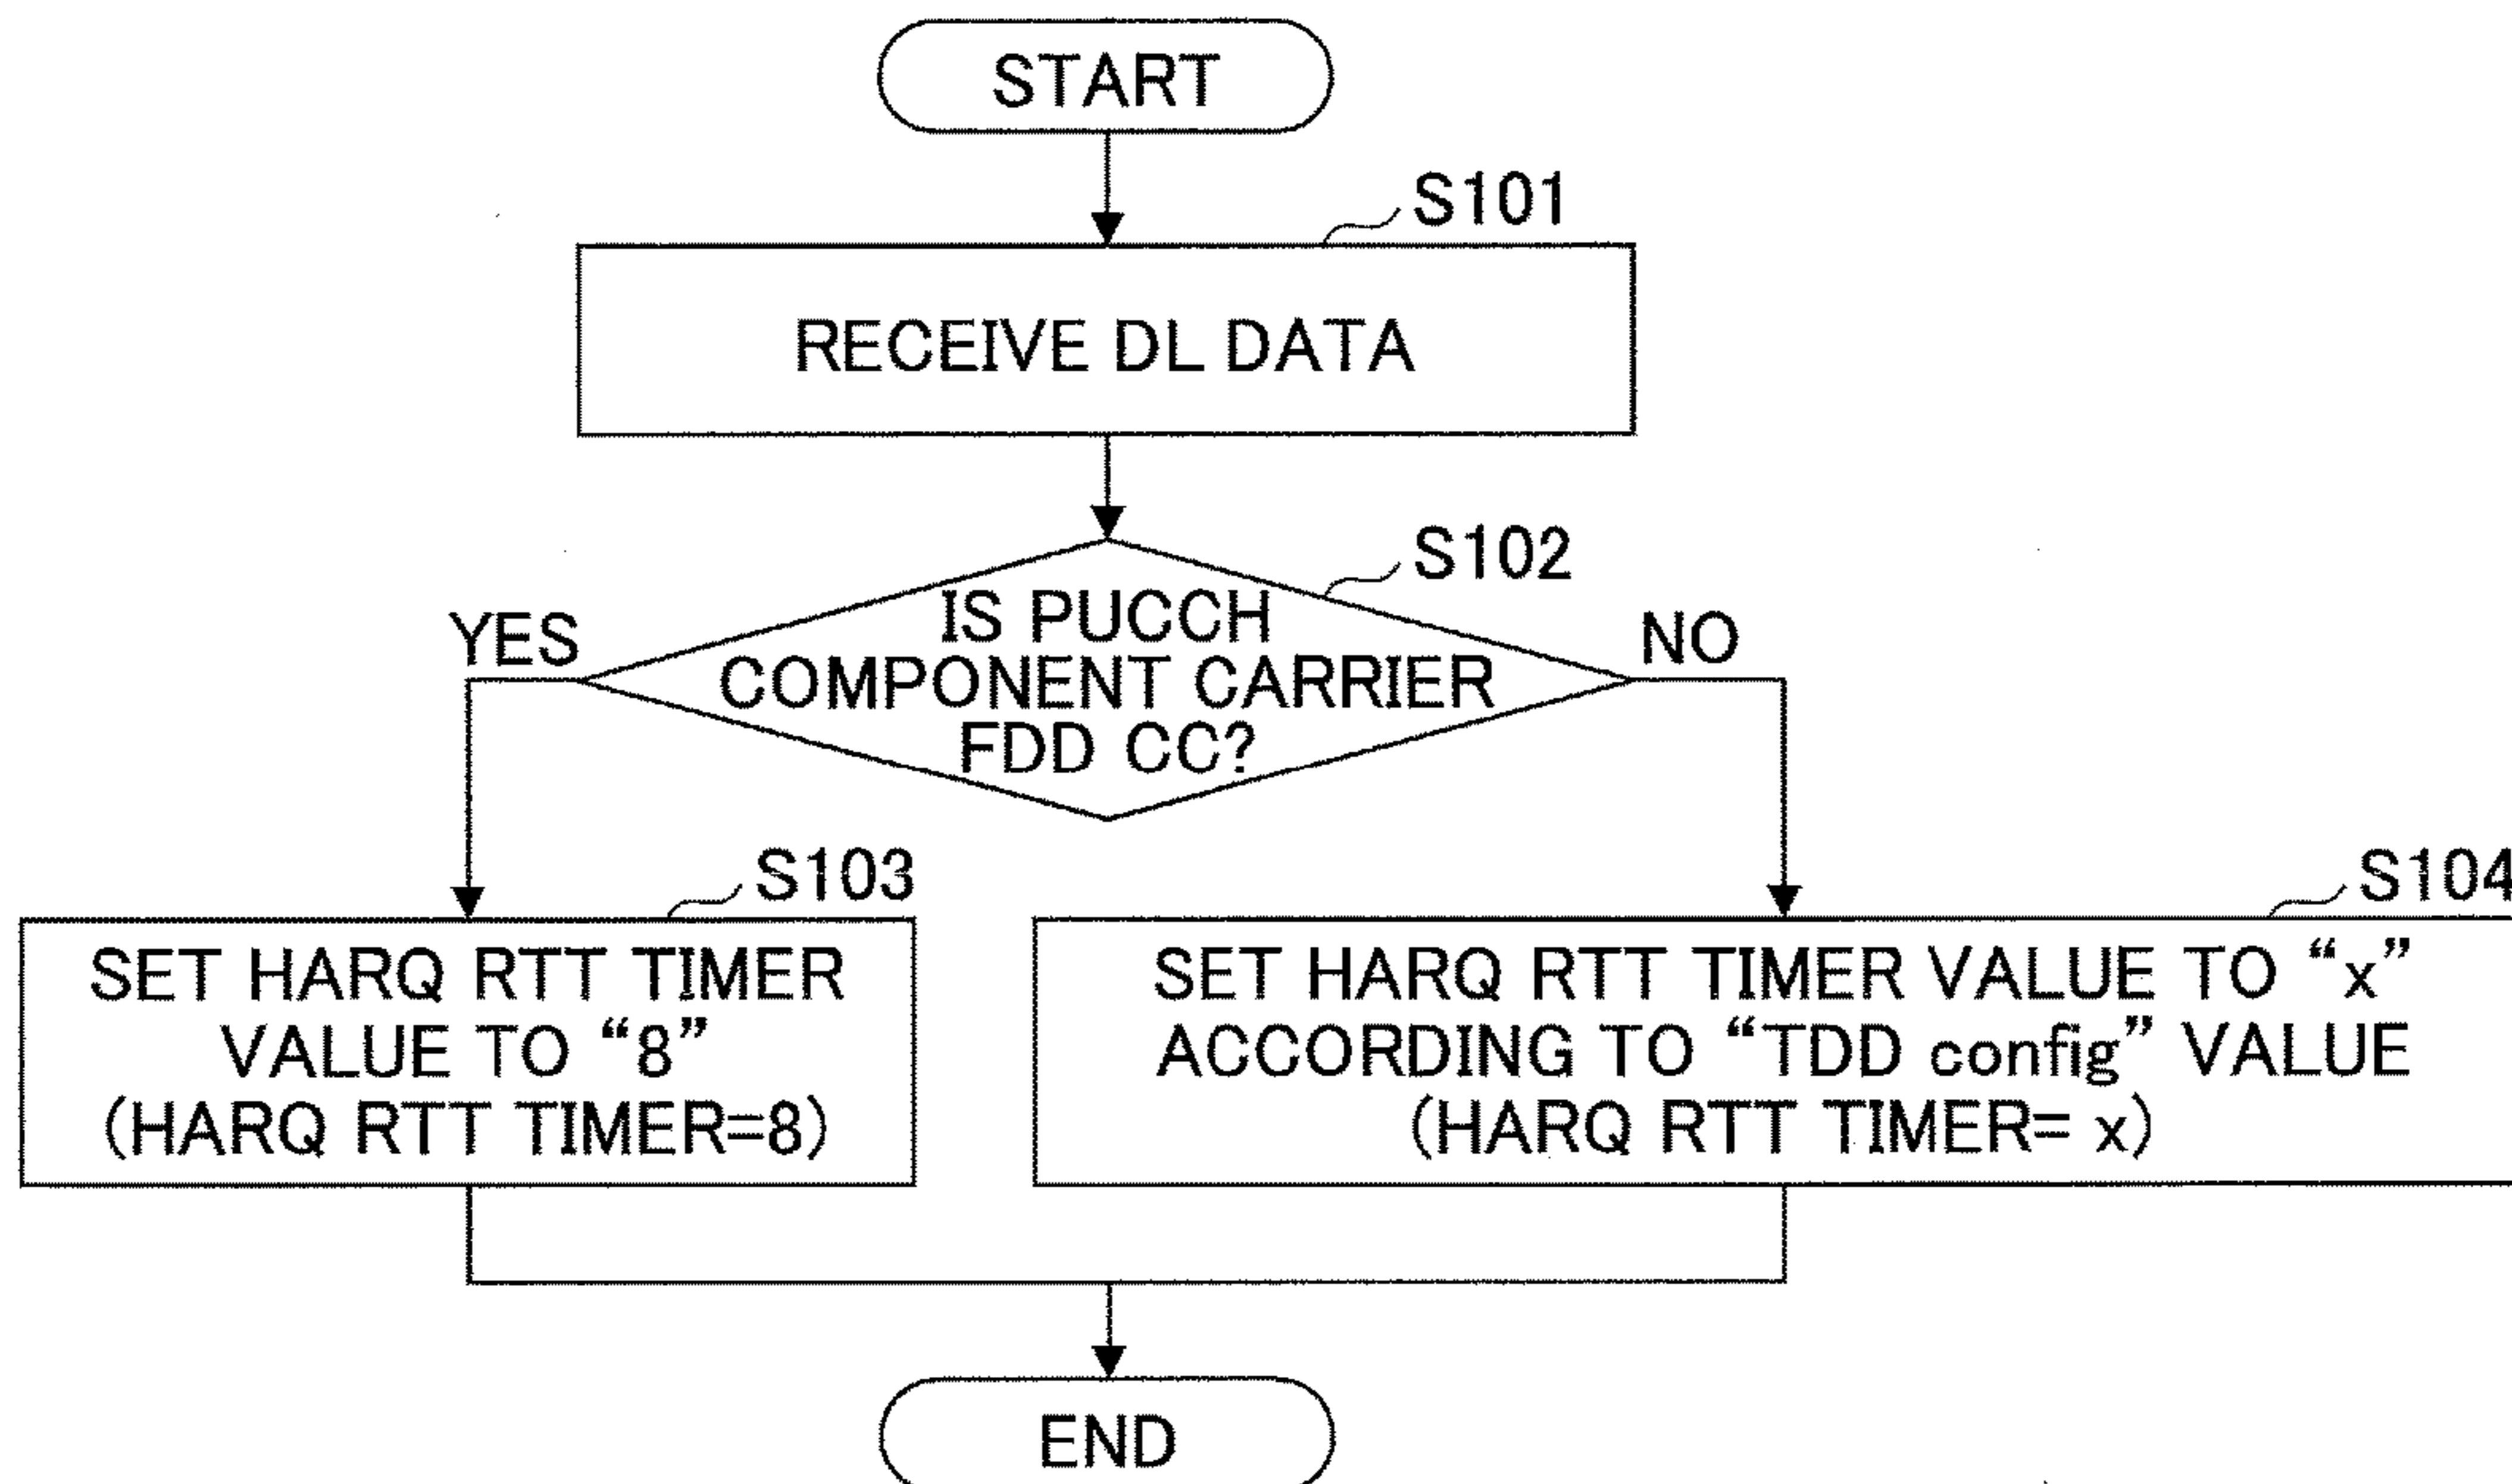 START
S101
RECEIVE DL DATA
S102
IS PUCCH
COMPONENT CARRIER
FDD CC?
YES
NO
S103
SET HARQ RTT TIMER
VALUE TO “8”
(HARQ RTT TIMER=8)
S104
SET HARQ RTT TIMER VALUE TO “x”
ACCORDING TO “TDD config” VALUE
(HARQ RTT TIMER= x)
END